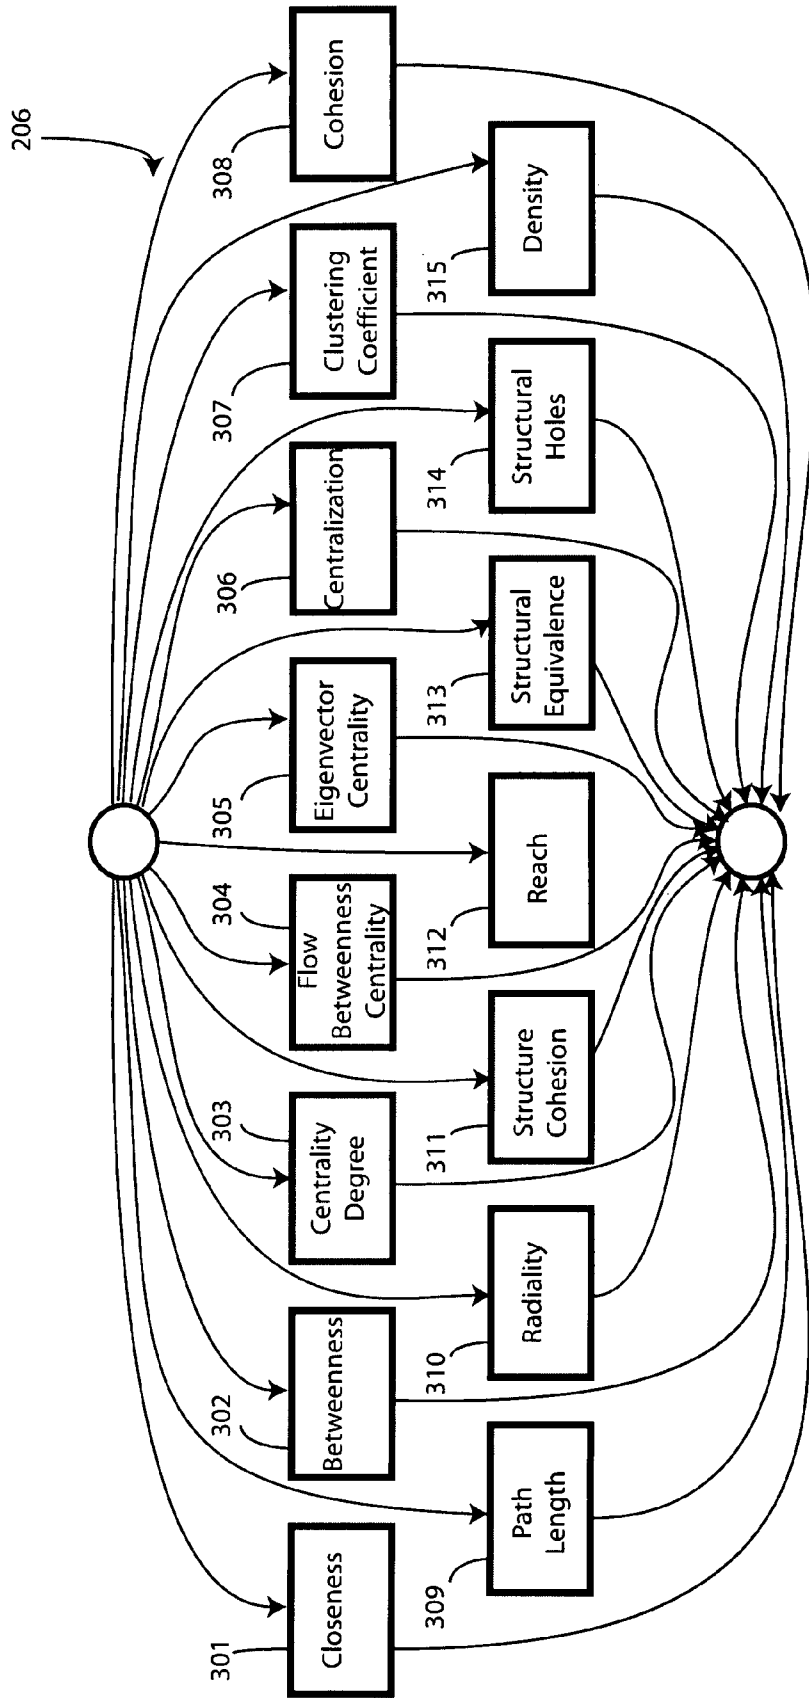 206
301
Closeness
302
Betweenness
303
Centrality
Degree
304
Flow
Betweenness
Centrality
305
Eigenvector
Centrality
306
Centralization
307
Clustering
Coefficient
308
Cohesion
309
Path
Length
310
Radiality
311
Structure
Cohesion
312
Reach
313
Structural
Equivalence
314
Structural
Holes
315
Density